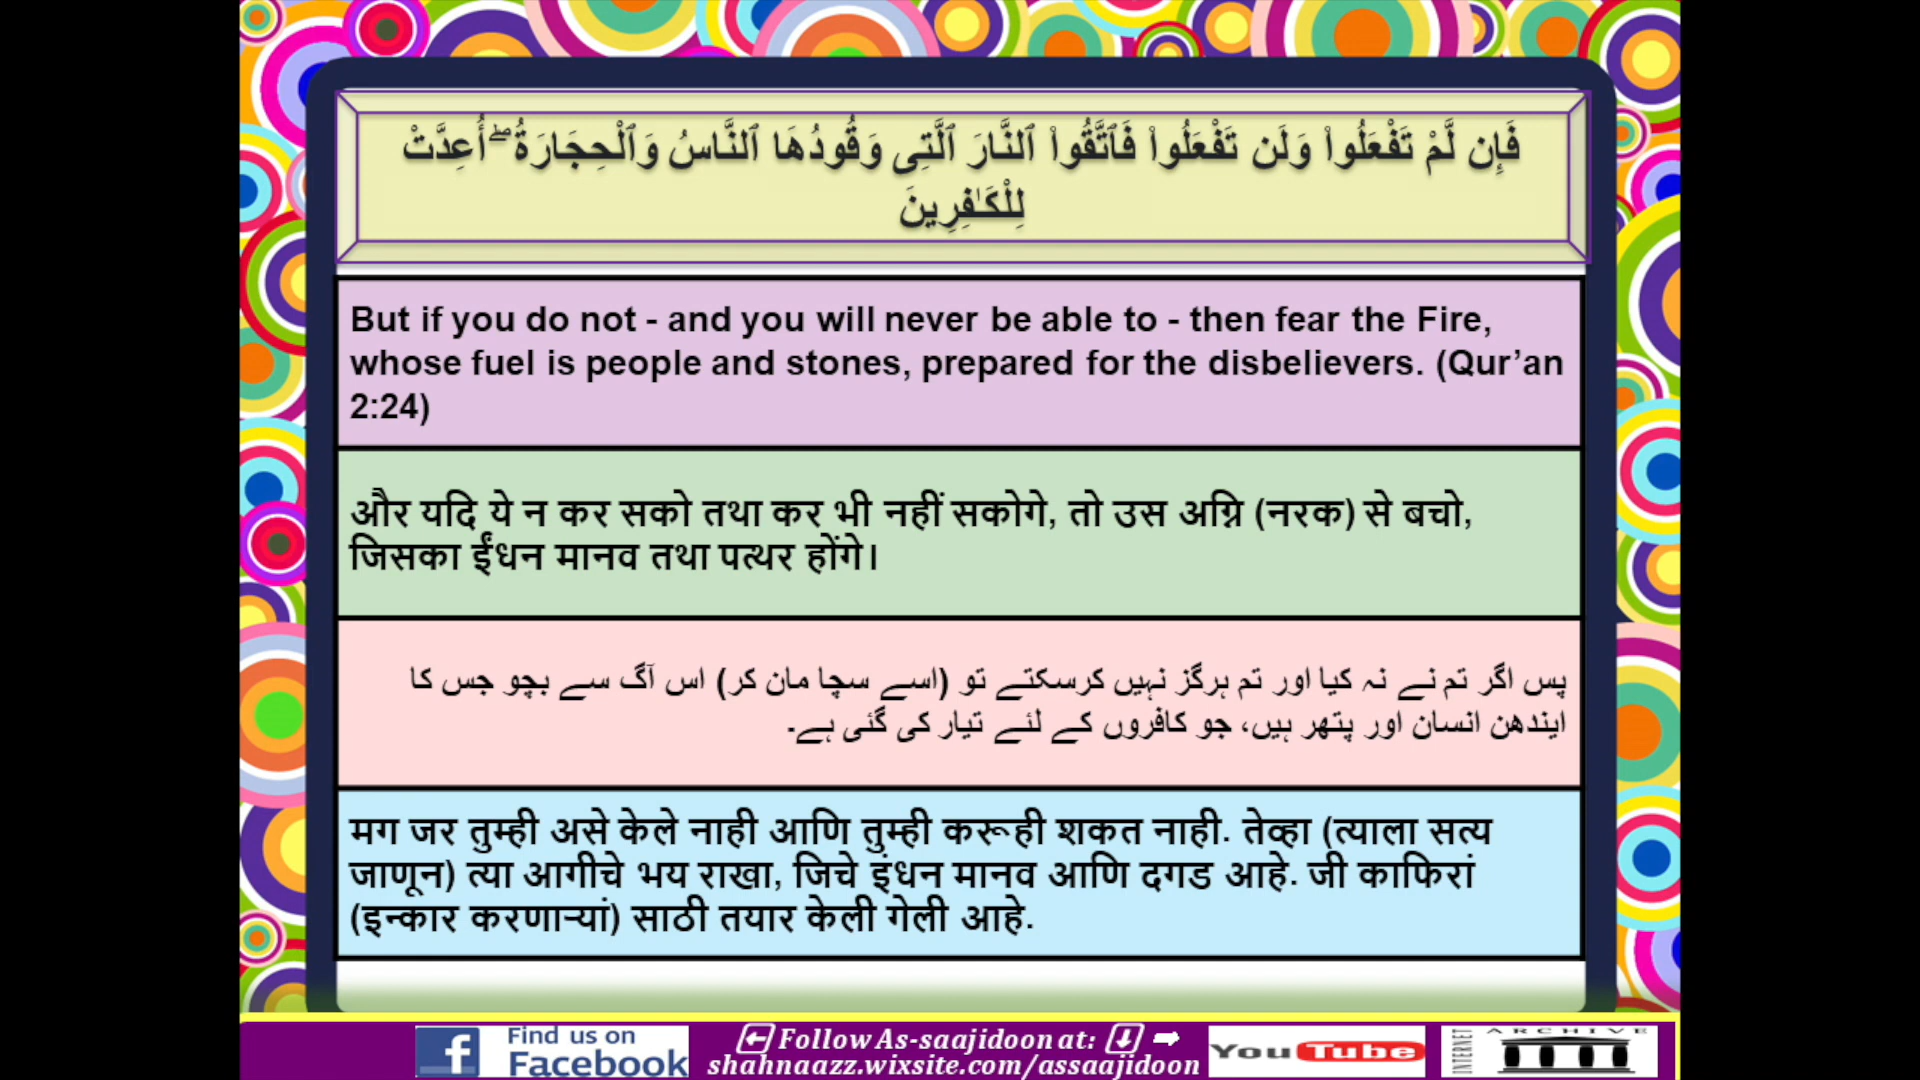 فَإِن لَّمْ تَفْعَلُوا۟ وَلَن تَفْعَلُوا۟ فَٱتَّقُوا۟ ٱلنَّارَ ٱلَّتِى وَقُودُهَا ٱلنَّاسُ وَٱلْحِجَارَةُ ۖ أُعِدَّتْ
لِلْكَـٰفِرِينَ
But if you do not - and you will never be able to - then fear the Fire,
whose fuel is people and stones, prepared for the disbelievers. (Qur’an
2:24)
और यदि ये न कर सको तथा कर भी नहीं सकोगे, तो उस अग्नि (नरक) से बचो,
जिसका ईंधन मानव तथा पत्थर होंगे।
پس اگر تم نے نہ کیا اور تم ہرگز نہیں کرسکتے تو (اسے سچا مان کر) اس آگ سے بچو جس کا
ایندھن انسان اور پتھر ہیں، جو کافروں کے لئے تیار کی گئی ہے۔
मग जर तुम्ही असे केले नाही आणि तुम्ही करूही शकत नाही. तेव्हा (त्याला सत्य
जाणून) त्या आगीचे भय राखा, जिचे इंधन मानव आणि दगड आहे. जी काफिरां
(इन्कार करणाऱ्यां) साठी तयार केली गेली आहे.
Find us on
Facebook
Follow As-saajidoon at:
shahnaazz.wixsite.com/assaajidoon
YouTube
INTERNET
ARCHIVE